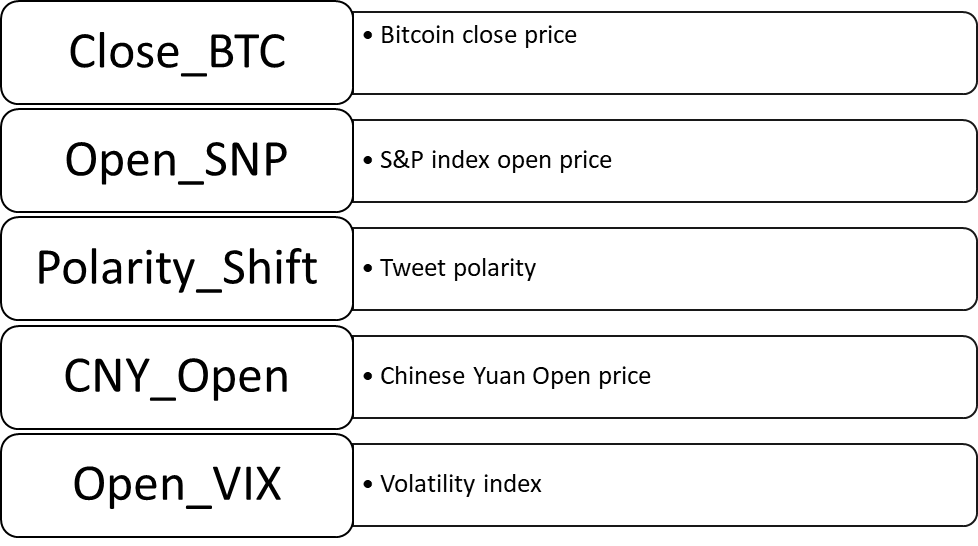 Close_BTC
• Bitcoin close price
Open_SNP
• S&P index open price
Polarity_Shift
• Tweet polarity
CNY_Open
• Chinese Yuan Open price
Open_VIX
• Volatility index